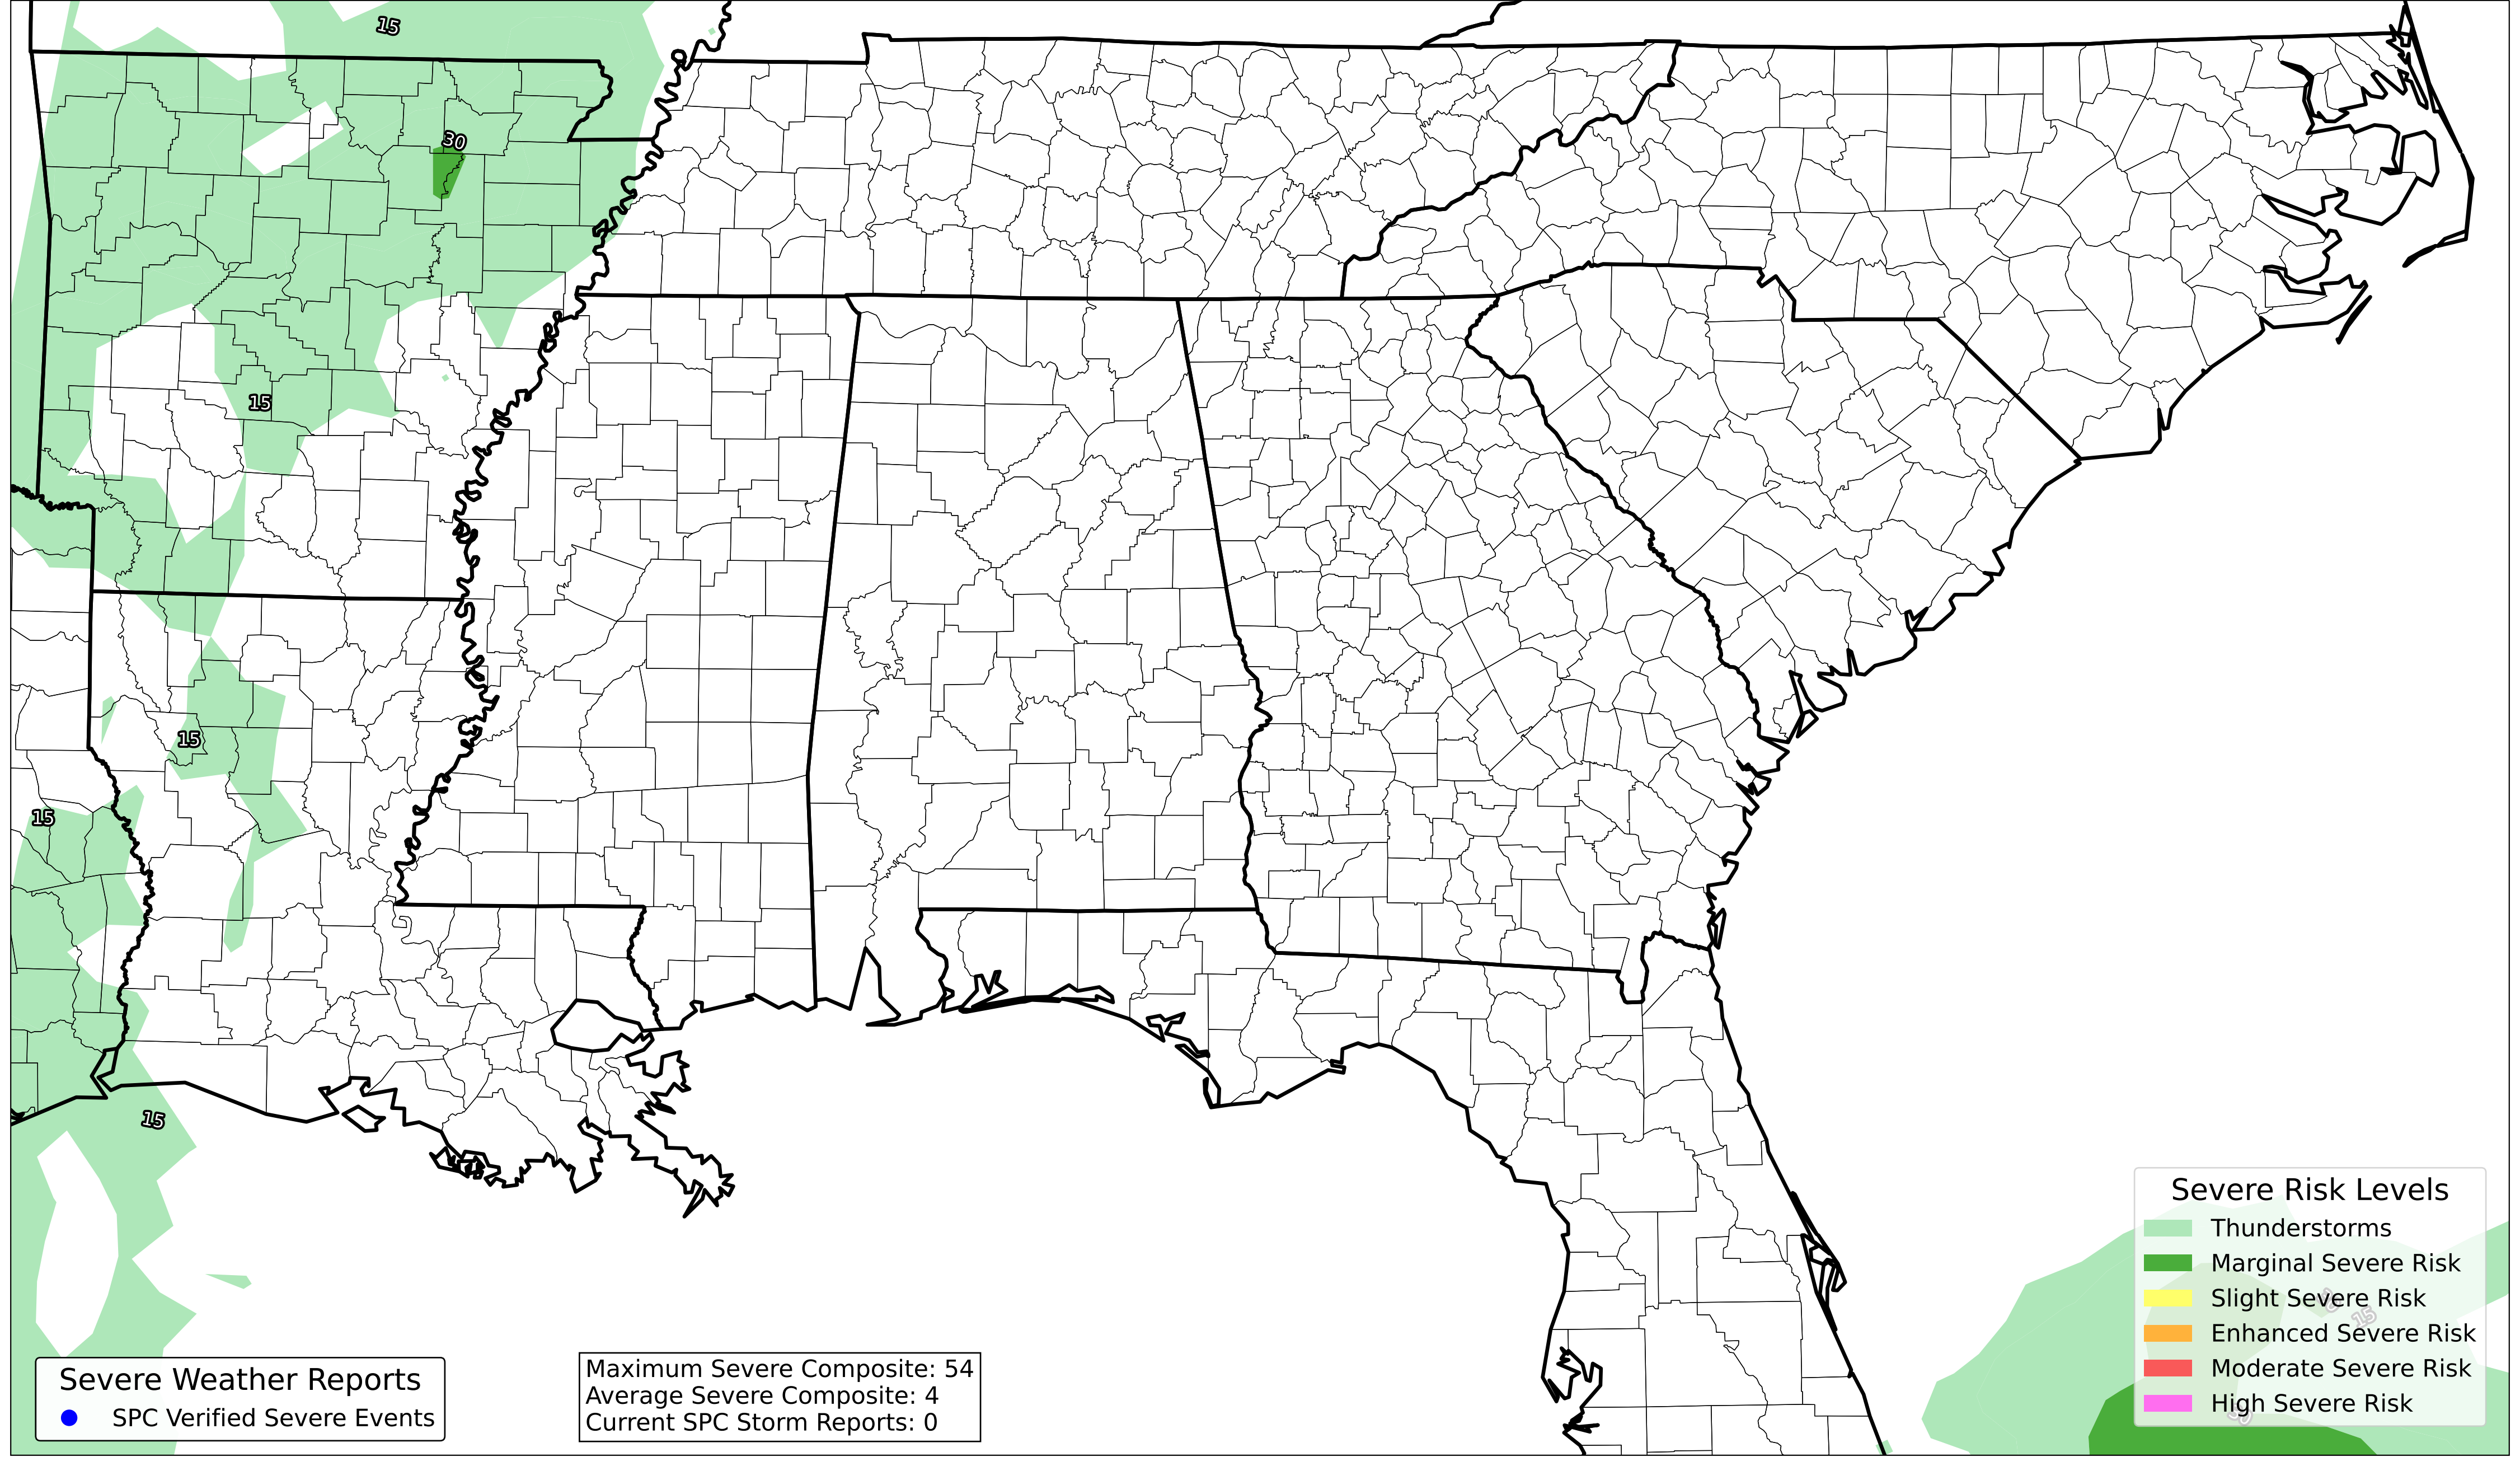 15
30
15
15
15
15
Severe Risk Levels
Thunderstorms
Marginal Severe Risk
Slight Severe Risk
15
Enhanced Severe Risk
Moderate Severe Risk
High Severe Risk
30
Severe Weather Reports
SPC Verified Severe Events
Maximum Severe Composite: 54
Average Severe Composite: 4
Current SPC Storm Reports: 0